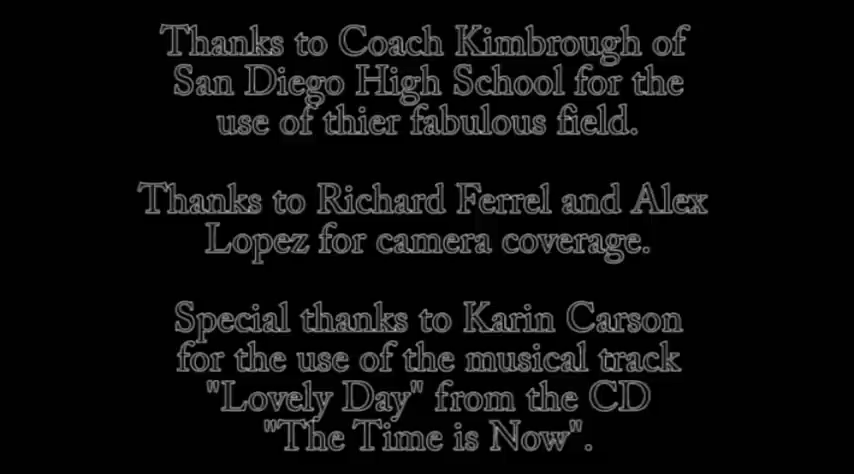 Thanks to Coach Kimbrough of
San Diego High School for the
use of thier fabulous field.
Thanks to Richard Ferrel and Alex
Lopez for camera coverage.
Special thanks to Karin Carson
for the use of the musical track
"Lovely Day" from the CD
"The Time is Now".